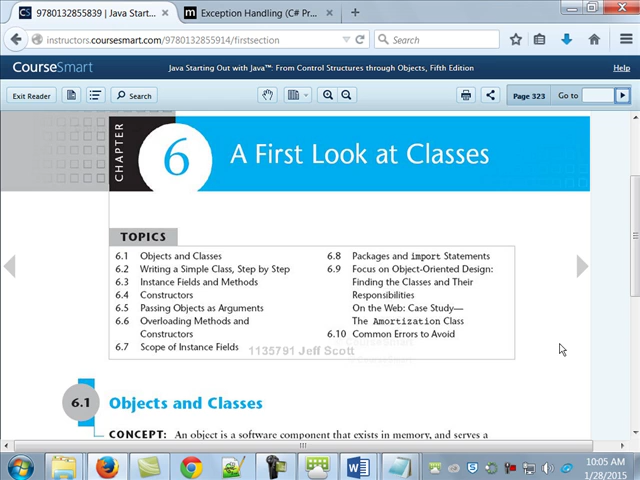 9780132855839 | Java Start...
Exception Handling (C# Pr...
instructors.coursesmart.com/9780132855914/firstsection
Search
CourseSmart
Java Starting Out with Java™: From Control Structures through Objects, Fifth Edition
Help
Exit Reader
Search
Page 323
Go to
CHAPTER
6
A First Look at Classes
TOPICS
6.1 Objects and Classes
6.2 Writing a Simple Class, Step by Step
6.3 Instance Fields and Methods
6.4 Constructors
6.5 Passing Objects as Arguments
6.6 Overloading Methods and
Constructors
6.7 Scope of Instance Fields
6.8 Packages and import Statements
6.9 Focus on Object-Oriented Design:
Finding the Classes and Their
Responsibilities
On the Web: Case Study—
The Amortization Class
6.10 Common Errors to Avoid
1135791 Jeff Scott
6.1 Objects and Classes
CONCEPT: An object is a software component that exists in memory, and serves a
10:05 AM
1/28/2015